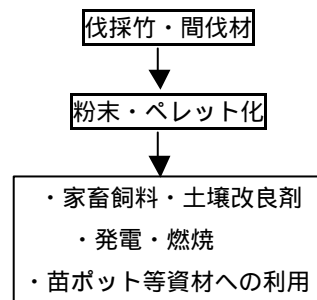 伐採竹・間伐材
粉末・ペレット化
・家畜飼料・土壌改良剤
・発電・燃焼
・苗ポット等資材への利用